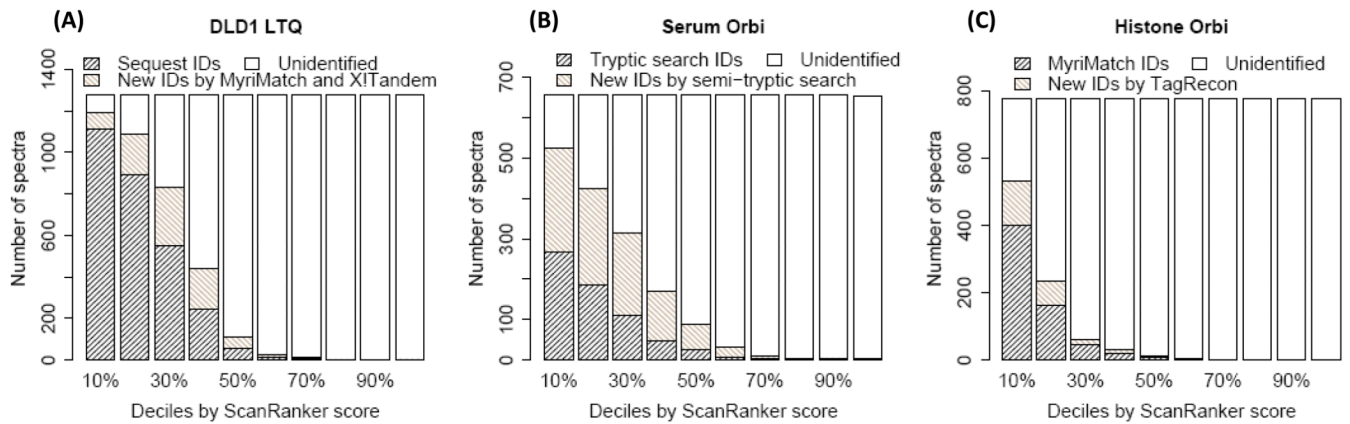 (A)
DLD1 LTQ
Sequest IDs
Unidentified
New IDs by MyriMatch and X!Tandem
Number of spectra
0
200
600
1000
1400
10%
30%
50%
70%
90%
Deciles by ScanRanker score
(B)
Serum Orbi
Tryptic search IDs
Unidentified
New IDs by semi-tryptic search
Number of spectra
0
100
300
500
700
10%
30%
50%
70%
90%
Deciles by ScanRanker score
(C)
Histone Orbi
MyriMatch IDs
Unidentified
New IDs by TagRecon
Number of spectra
0
200
400
600
800
10%
30%
50%
70%
90%
Deciles by ScanRanker score